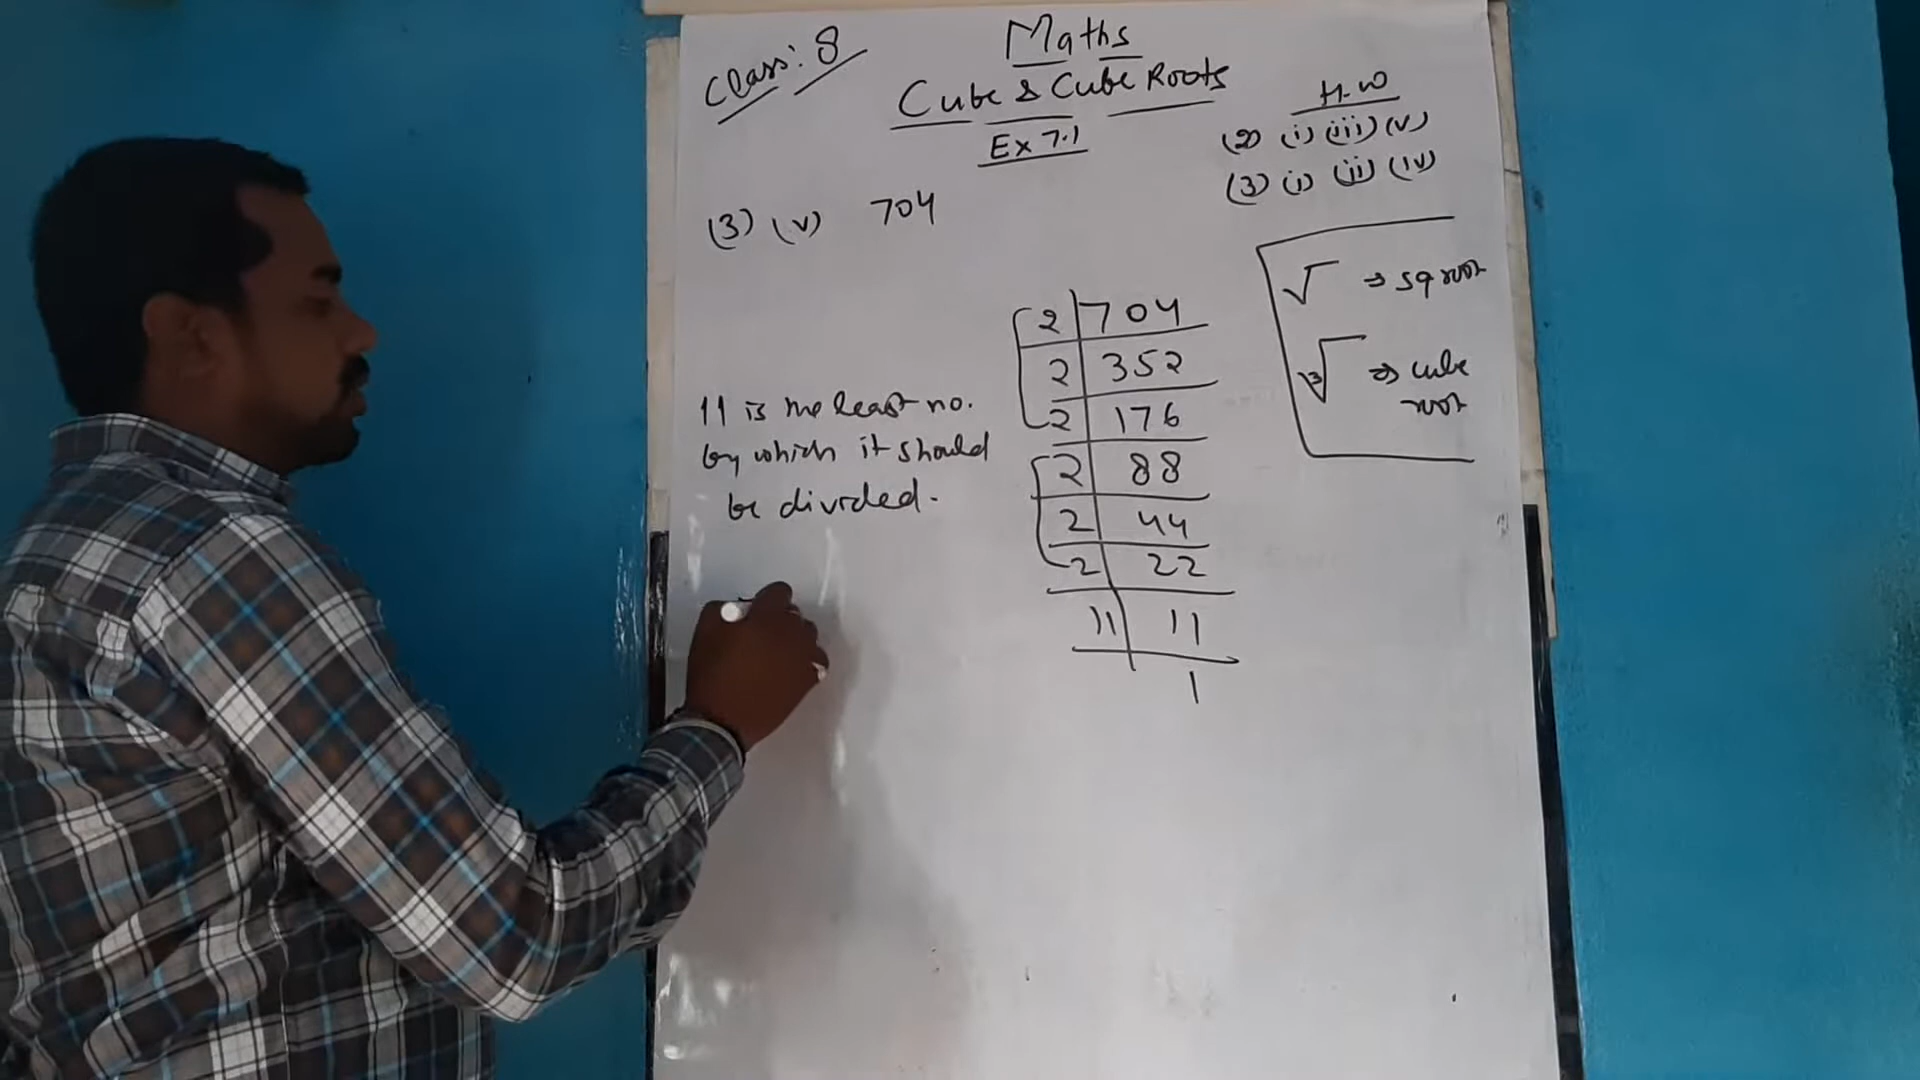 Class: 8
Maths
Cube & Cube Roots
Ex 7.1
H.W
(2) (i) (iii) (v)
(3) (i) (ii) (iv)
(3) (v) 704
√ ⇒ sq root
3√ ⇒ cube
root
11 is the least no.
by which it should
be divided.
2 704
2 352
2 176
2 88
2 44
2 22
11 11
1